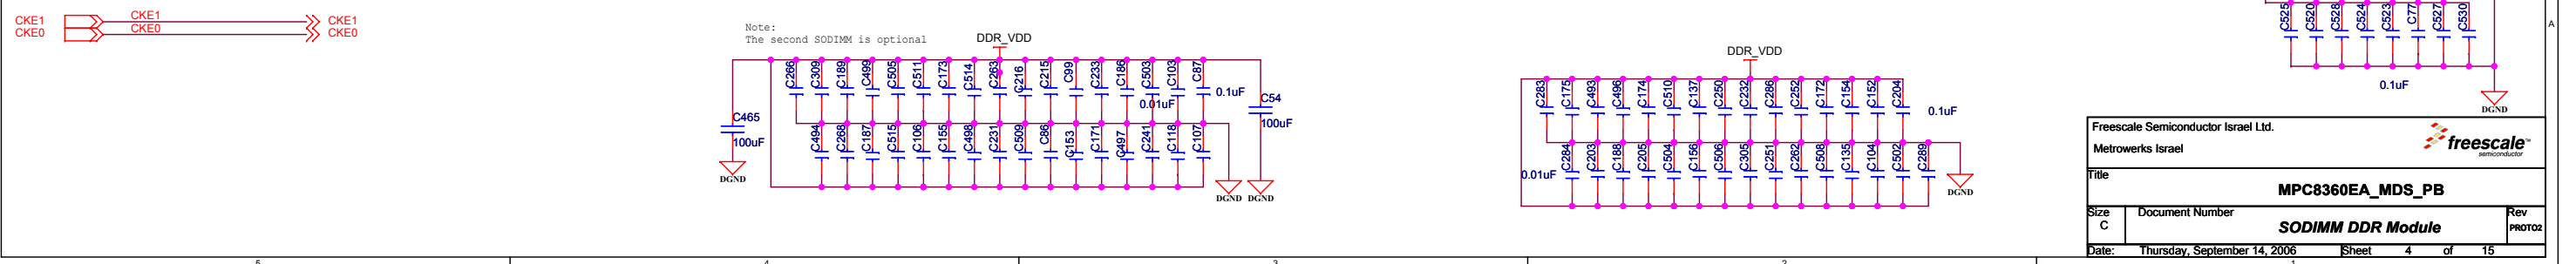 CKE1 CKE1 CKE1
CKE0 CKE0 CKE0
Note:
The second SODIMM is optional
DDR_VDD
C266 C309 C189 C499 C505 C511 C173 C514 C263 C216 C215 C99 C233 C186 C503 C103 C87
0.01uF 0.1uF
C465
100uF
DGND
C54
100uF
C494 C268 C187 C515 C106 C155 C498 C231 C509 C86 C153 C171 C497 C241 C118 C107
DGND DGND
DDR_VDD
C283 C175 C493 C496 C174 C510 C137 C250 C232 C286 C252 C172 C154 C152 C204
0.1uF
C284 C203 C188 C205 C504 C156 C506 C305 C251 C262 C508 C135 C104 C502 C289
0.01uF
DGND
C525 C520 C528 C524 C523 C77 C527 C530
0.1uF
DGND
A
Freescale Semiconductor Israel Ltd.
Metrowerks Israel
freescale™
semiconductor
Title
MPC8360EA_MDS_PB
Size Document Number Rev
C SODIMM DDR Module PROTO2
Date: Thursday, September 14, 2006 Sheet 4 of 15
5 4 3 2 1